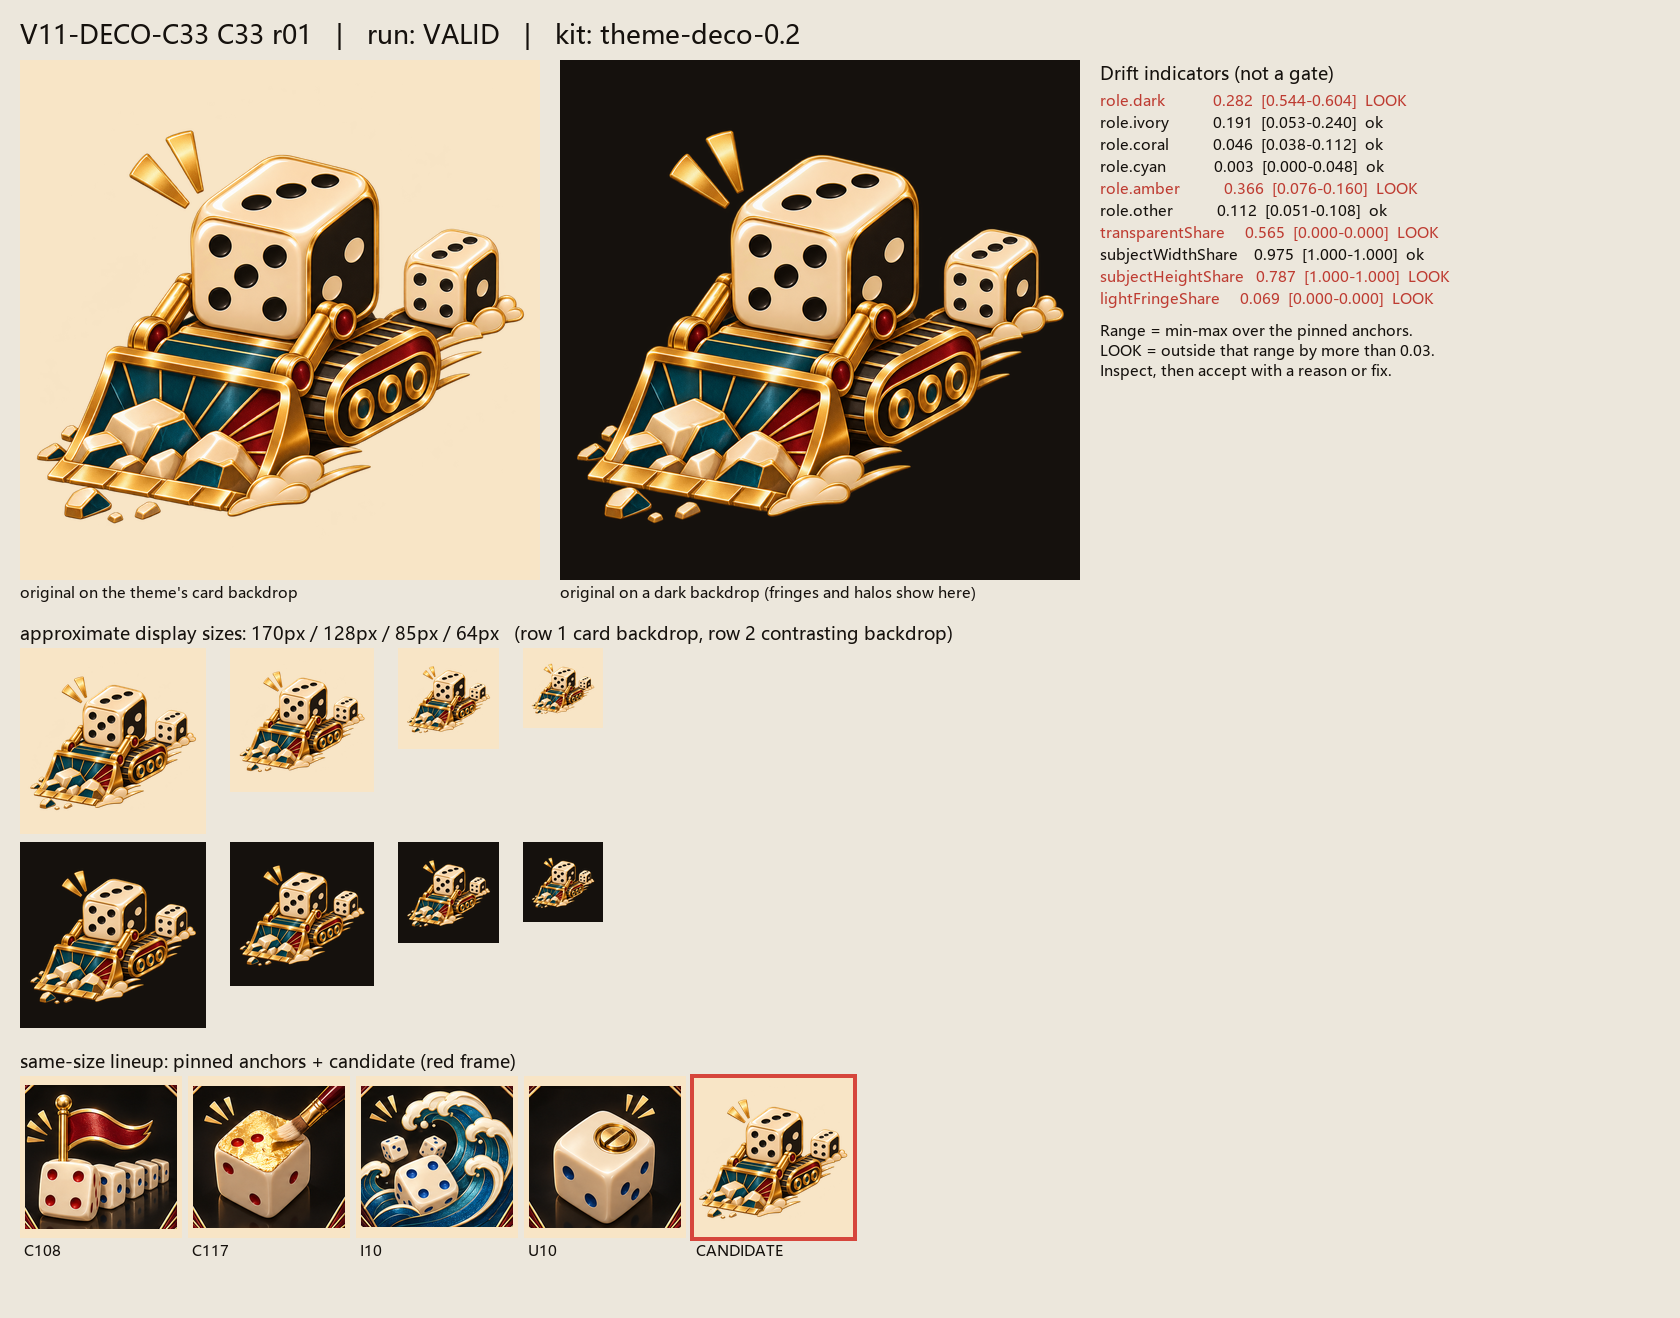 V11-DECO-C33 C33 r01 | run: VALID | kit: theme-deco-0.2
Drift indicators (not a gate)
role.dark 0.282 [0.544-0.604] LOOK
role.ivory 0.191 [0.053-0.240] ok
role.coral 0.046 [0.038-0.112] ok
role.cyan 0.003 [0.000-0.048] ok
role.amber 0.366 [0.076-0.160] LOOK
role.other 0.112 [0.051-0.108] ok
transparentShare 0.565 [0.000-0.000] LOOK
subjectWidthShare 0.975 [1.000-1.000] ok
subjectHeightShare 0.787 [1.000-1.000] LOOK
lightFringeShare 0.069 [0.000-0.000] LOOK
Range = min-max over the pinned anchors.
LOOK = outside that range by more than 0.03.
Inspect, then accept with a reason or fix.
original on the theme's card backdrop
original on a dark backdrop (fringes and halos show here)
approximate display sizes: 170px / 128px / 85px / 64px (row 1 card backdrop, row 2 contrasting backdrop)
same-size lineup: pinned anchors + candidate (red frame)
C108
C117
I10
U10
CANDIDATE